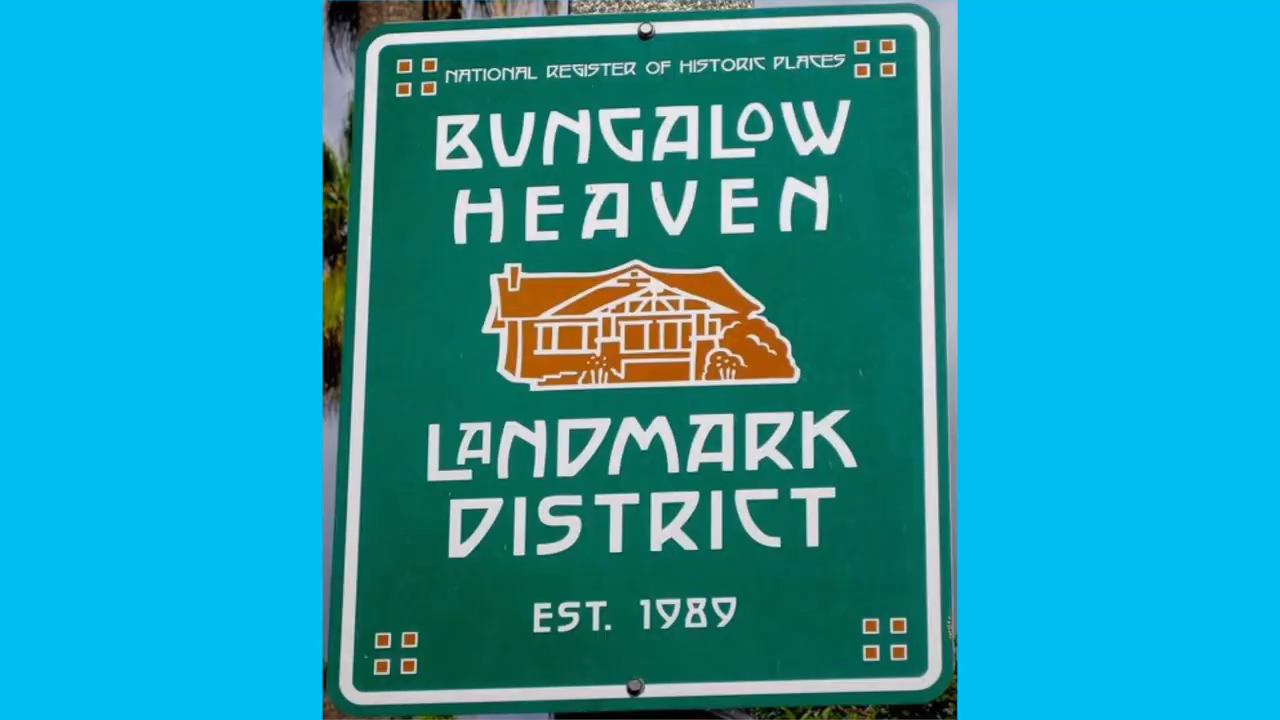 NATIONAL REGISTER OF HISTORIC PLACES
BUNGALOW
HEAVEN
LANDMARK
DISTRICT
EST. 1989